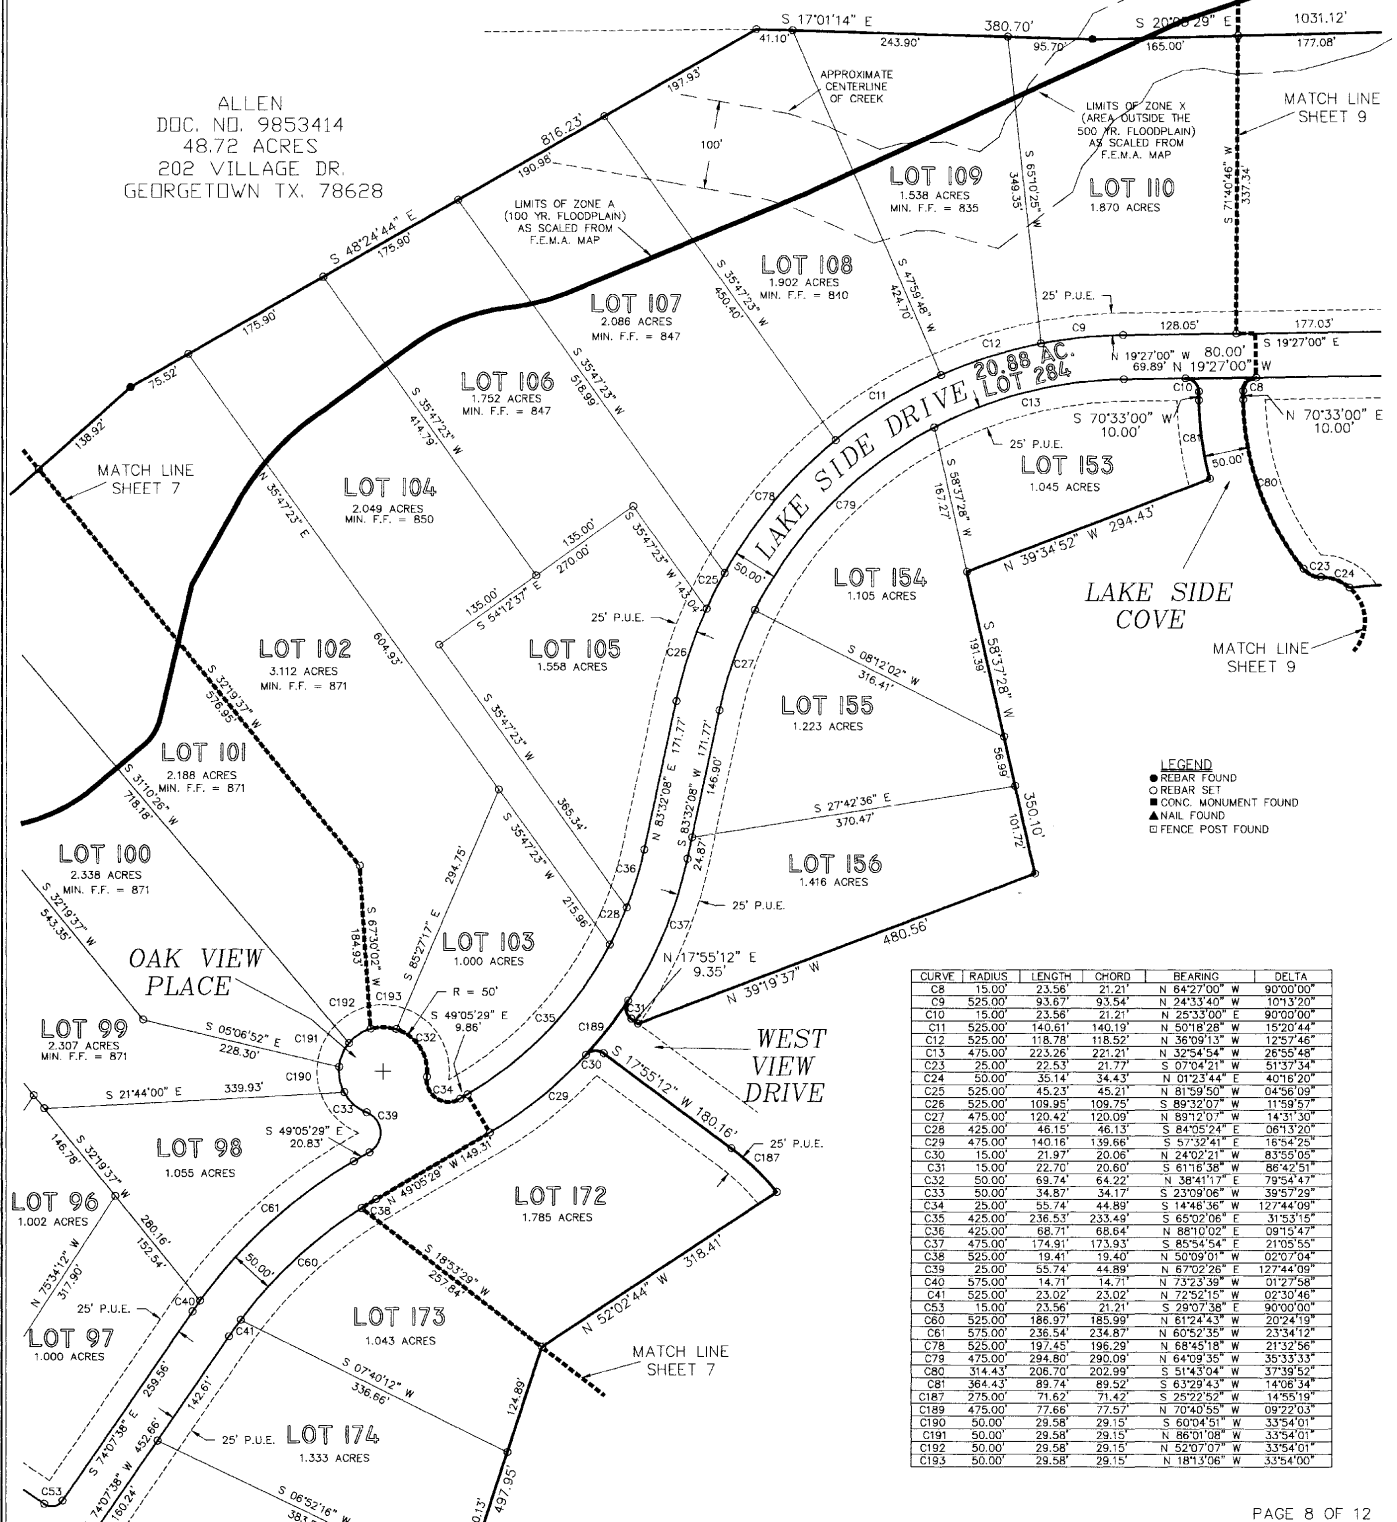 S 17°01'14" E
380.70'
S 20°05'29" E
1031.12'
41.10'
243.90'
95.70'
165.00'
177.08'
197.93'
APPROXIMATE
CENTERLINE
OF CREEK
ALLEN
DOC. NO. 9853414
48.72 ACRES
202 VILLAGE DR.
GEORGETOWN TX. 78628
816.23'
190.98'
100'
LIMITS OF ZONE X
(AREA OUTSIDE THE
500 YR. FLOODPLAIN)
AS SCALED FROM
F.E.M.A. MAP
MATCH LINE
SHEET 9
S 65°10'25" W
349.35'
S 71°40'46" W
337.34'
LOT 109
1.538 ACRES
MIN. F.F. = 835
LOT 110
1.870 ACRES
LIMITS OF ZONE A
(100 YR. FLOODPLAIN)
AS SCALED FROM
F.E.M.A. MAP
S 48°24'44" E
175.90'
175.90'
75.52'
138.92'
LOT 108
1.902 ACRES
MIN. F.F. = 840
S 35°47'23" W
450.40'
S 47°59'48" W
424.70'
LOT 107
2.086 ACRES
MIN. F.F. = 847
25' P.U.E.
C9
128.05'
177.03'
C12
N 19°27'00" W
69.89'
80.00'
N 19°27'00" W
S 19°27'00" E
20.88 AC.
LOT 284
LOT 106
1.752 ACRES
MIN. F.F. = 847
S 35°47'23" W
518.99'
S 35°47'23" W
414.79'
C11
C13
C10
C8
S 70°33'00" W
10.00'
N 70°33'00" E
10.00'
25' P.U.E.
C81
50.00'
C80
LAKE SIDE DRIVE
LOT 153
1.045 ACRES
MATCH LINE
SHEET 7
N 35°47'23" E
604.93'
LOT 104
2.049 ACRES
MIN. F.F. = 850
C78
C79
S 58°37'28" W
167.27'
N 39°34'52" W 294.43'
135.00'
S 35°47'23" W 143.04'
270.00'
135.00'
S 54°12'37" E
C25
50.00'
LOT 154
1.105 ACRES
C23
C24
LAKE SIDE
COVE
MATCH LINE
SHEET 9
25' P.U.E.
LOT 102
3.112 ACRES
MIN. F.F. = 871
LOT 105
1.558 ACRES
C26
C27
S 08°12'02" W
316.41'
S 58°37'28" W
191.39'
S 32°19'37" W
576.95'
S 35°47'23" W
365.34'
LOT 155
1.223 ACRES
N 83°32'08" E 171.77'
171.77'
S 83°32'08" W 146.90'
56.99'
LOT 101
2.188 ACRES
MIN. F.F. = 871
S 31°10'26" W
718.18'
LEGEND
REBAR FOUND
REBAR SET
CONC. MONUMENT FOUND
NAIL FOUND
FENCE POST FOUND
S 27°42'36" E
370.47'
350.10'
101.72'
LOT 100
2.338 ACRES
MIN. F.F. = 871
24.87'
LOT 156
1.416 ACRES
S 35°47'23" W
215.96'
294.75'
S 85°27'17" E
C36
C28
25' P.U.E.
S 32°19'37" W
543.35'
S 67°30'02" W
184.93'
LOT 103
1.000 ACRES
C37
480.56'
N 39°19'37" W
N 17°55'12" E
9.35'
OAK VIEW
PLACE
C192
C193
R = 50'
S 49°05'29" E
9.86'
C35
C31
C189
LOT 99
2.307 ACRES
MIN. F.F. = 871
S 05°06'52" E
228.30'
C191
C32
WEST
VIEW
DRIVE
C190
C34
C30
S 17°55'12" W 180.16'
S 21°44'00" E 339.93'
C33
C39
C29
25' P.U.E.
C187
S 32°19'37" W
146.78'
S 49°05'29" E
20.83'
LOT 98
1.055 ACRES
N 49°05'29" W 149.31'
LOT 172
1.785 ACRES
LOT 96
1.002 ACRES
280.16'
152.54'
C61
C38
N 75°34'12" W
317.90'
50.00'
C60
S 18°53'29" W
257.84'
318.41'
N 52°02'44" W
25' P.U.E.
C40
C41
LOT 97
1.000 ACRES
LOT 173
1.043 ACRES
MATCH LINE
SHEET 7
S 07°40'12" W
336.66'
124.89'
259.56'
S 74°07'38" E
142.61'
452.66'
74°07'38" W
160.24'
25' P.U.E.
LOT 174
1.333 ACRES
C53
S 06°52'16" W
497.95'
CURVE RADIUS LENGTH CHORD BEARING DELTA
C8 15.00' 23.56' 21.21' N 64°27'00" W 90°00'00"
C9 525.00' 93.67' 93.54' N 24°33'40" W 10°13'20"
C10 15.00' 23.56' 21.21' N 25°33'00" E 90°00'00"
C11 525.00' 140.61' 140.19' N 50°18'28" W 15°20'44"
C12 525.00' 118.78' 118.52' N 36°09'13" W 12°57'46"
C13 475.00' 223.26' 221.21' N 32°54'54" W 26°55'48"
C23 25.00' 22.53' 21.77' S 07°04'21" W 51°37'34"
C24 50.00' 35.14' 34.43' N 01°23'44" E 40°16'20"
C25 525.00' 45.23' 45.21' N 81°59'50" W 04°56'09"
C26 525.00' 109.95' 109.75' S 89°32'07" W 11°59'57"
C27 475.00' 120.42' 120.09' N 89°12'07" W 14°31'30"
C28 425.00' 46.15' 46.13' S 84°05'24" E 06°13'20"
C29 475.00' 140.16' 139.66' S 57°32'41" E 16°54'25"
C30 15.00' 21.97' 20.06' N 24°02'21" W 83°55'05"
C31 15.00' 22.70' 20.60' S 61°16'38" W 86°42'51"
C32 50.00' 69.74' 64.22' N 38°41'17" E 79°54'47"
C33 50.00' 34.87' 34.17' S 23°09'06" W 39°57'29"
C34 25.00' 55.74' 44.89' S 14°46'36" W 127°44'09"
C35 425.00' 236.53' 233.49' S 65°02'06" E 31°53'15"
C36 425.00' 68.71' 68.64' N 88°10'02" E 09°15'47"
C37 475.00' 174.91' 173.93' S 85°54'54" E 21°05'55"
C38 525.00' 19.41' 19.40' N 50°09'01" W 02°07'04"
C39 25.00' 55.74' 44.89' N 67°02'26" E 127°44'09"
C40 575.00' 14.71' 14.71' N 73°23'39" W 01°27'58"
C41 525.00' 23.02' 23.02' N 72°52'15" W 02°30'46"
C53 15.00' 23.56' 21.21' S 29°07'38" E 90°00'00"
C60 525.00' 186.97' 185.99' N 61°24'43" W 20°24'19"
C61 575.00' 236.54' 234.87' N 60°52'35" W 23°34'12"
C78 525.00' 197.45' 196.29' N 68°45'18" W 21°32'56"
C79 475.00' 294.80' 290.09' N 64°09'35" W 35°33'33"
C80 314.43' 206.70' 202.99' S 51°43'04" W 37°39'52"
C81 364.43' 89.74' 89.52' S 63°29'43" W 14°06'34"
C187 275.00' 71.62' 71.42' S 25°22'52" W 14°55'19"
C189 475.00' 77.66' 77.57' N 70°40'55" W 09°22'03"
C190 50.00' 29.58' 29.15' S 60°04'51" W 33°54'01"
C191 50.00' 29.58' 29.15' N 86°01'08" W 33°54'01"
C192 50.00' 29.58' 29.15' N 52°07'07" W 33°54'01"
C193 50.00' 29.58' 29.15' N 18°13'06" W 33°54'00"
PAGE 8 OF 12